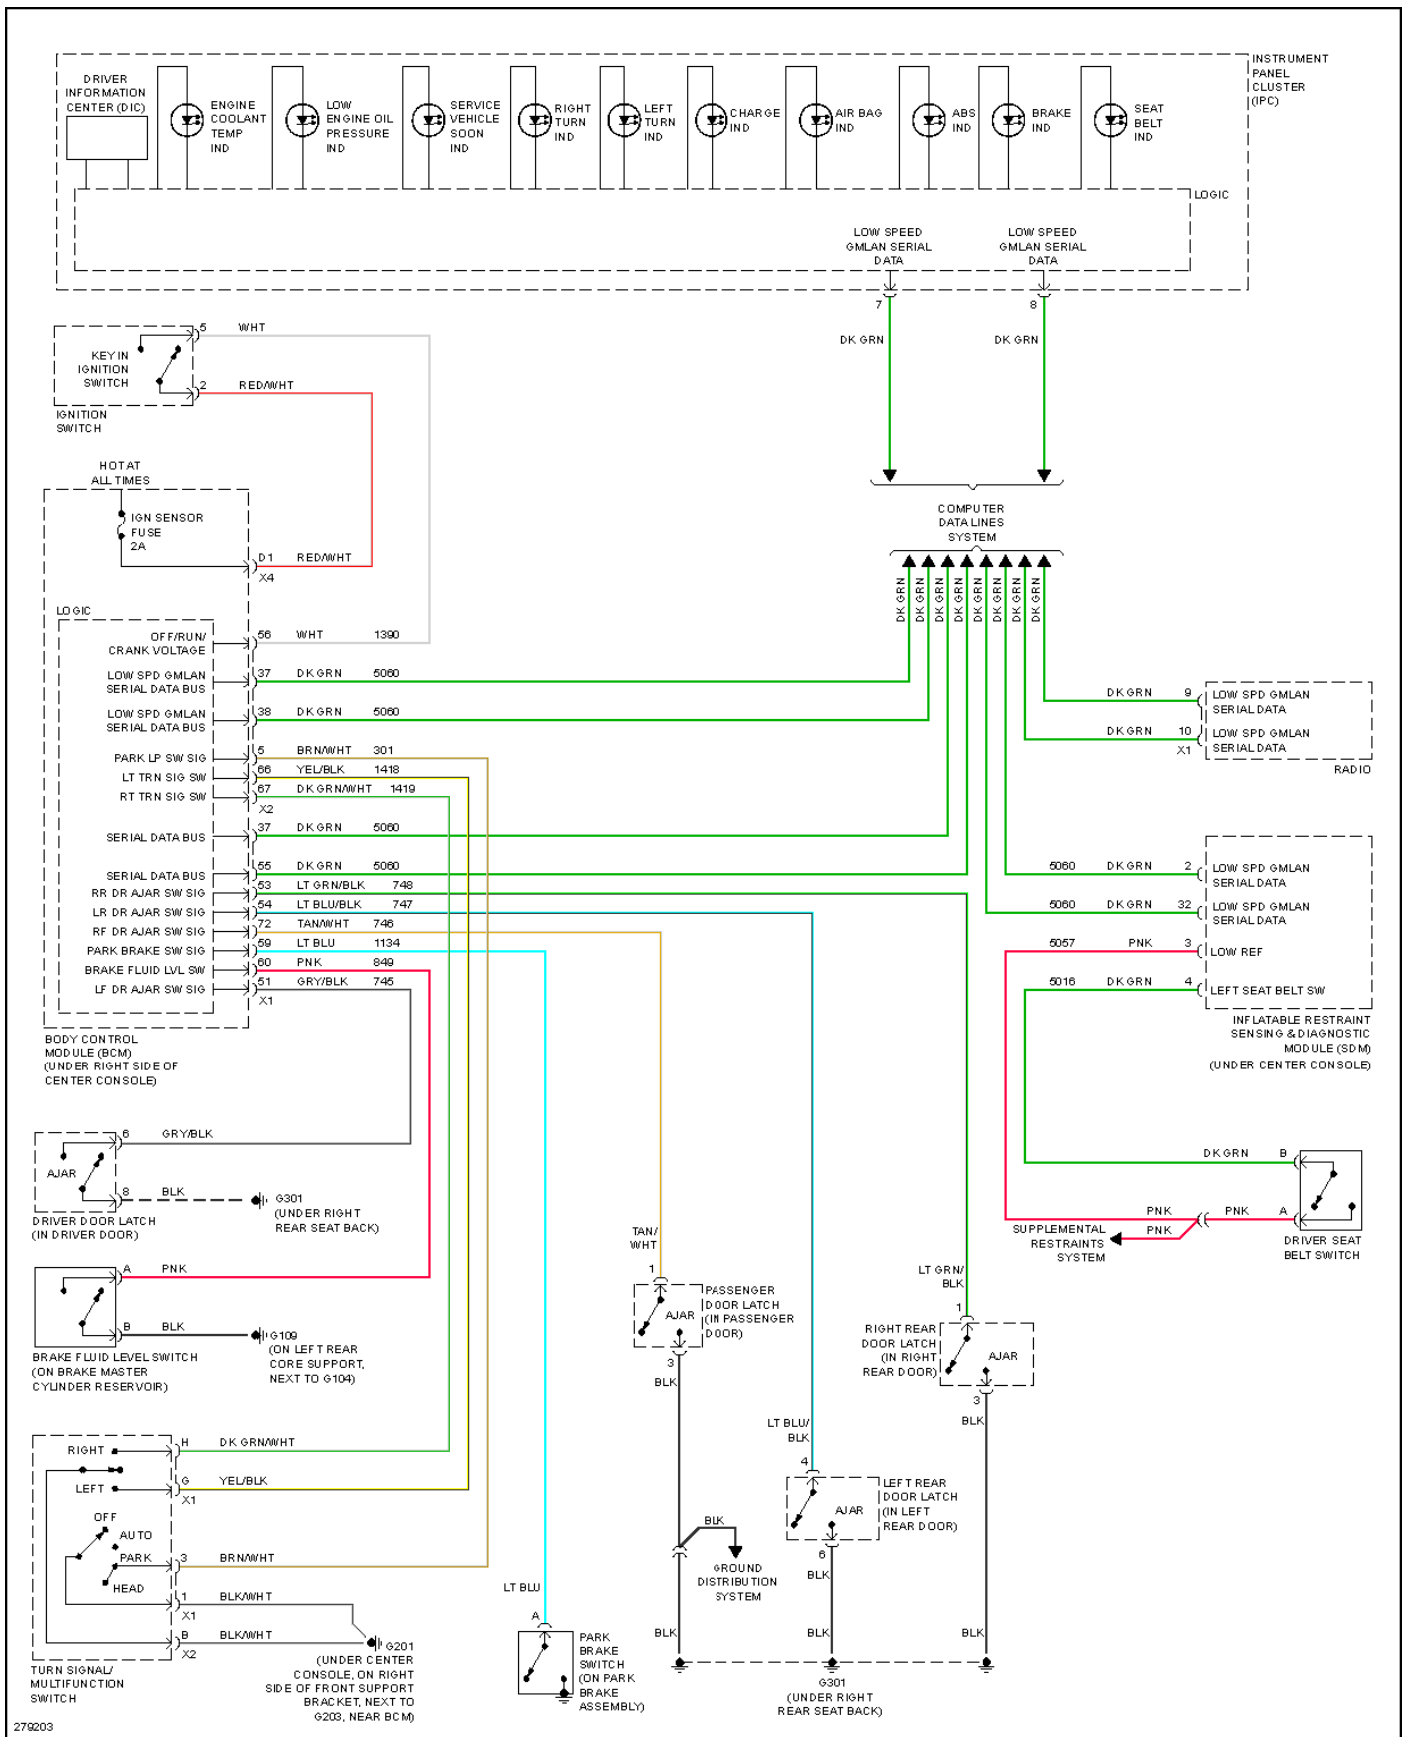 INSTRUMENT
PANEL
CLUSTER
(IPC)
DRIVER
INFORMATION
CENTER (DIC)
ENGINE
COOLANT
TEMP
IND
LOW
ENGINE OIL
PRESSURE
IND
SERVICE
VEHICLE
SOON
IND
RIGHT
TURN
IND
LEFT
TURN
IND
CHARGE
IND
AIR BAG
IND
ABS
IND
BRAKE
IND
SEAT
BELT
IND
LOGIC
LOW SPEED
GMLAN SERIAL
DATA
LOW SPEED
GMLAN SERIAL
DATA
7
8
DK GRN
DK GRN
5 WHT
KEY IN
IGNITION
SWITCH
2 RED/WHT
IGNITION
SWITCH
HOT AT
ALL TIMES
IGN SENSOR
FUSE
2A
D1 RED/WHT
X4
COMPUTER
DATA LINES
SYSTEM
DK GRN
DK GRN
DK GRN
DK GRN
DK GRN
DK GRN
DK GRN
DK GRN
LOGIC
OFF/RUN/
CRANK VOLTAGE
56 WHT 1390
LOW SPD GMLAN
SERIAL DATA BUS
37 DK GRN 5060
LOW SPD GMLAN
SERIAL DATA BUS
38 DK GRN 5060
PARK LP SW SIG 5 BRN/WHT 301
LT TRN SIG SW 66 YEL/BLK 1418
RT TRN SIG SW 67 DK GRN/WHT 1419
X2
SERIAL DATA BUS 37 DK GRN 5060
SERIAL DATA BUS 55 DK GRN 5060
RR DR AJAR SW SIG 53 LT GRN/BLK 748
LR DR AJAR SW SIG 54 LT BLU/BLK 747
RF DR AJAR SW SIG 72 TAN/WHT 746
PARK BRAKE SW SIG 59 LT BLU 1134
BRAKE FLUID LVL SW 60 PNK 849
LF DR AJAR SW SIG 51 GRY/BLK 745
X1
BODY CONTROL
MODULE (BCM)
(UNDER RIGHT SIDE OF
CENTER CONSOLE)
DK GRN 9 LOW SPD GMLAN
SERIAL DATA
DK GRN 10 LOW SPD GMLAN
X1 SERIAL DATA
RADIO
5060 DK GRN 2 LOW SPD GMLAN
SERIAL DATA
5060 DK GRN 32 LOW SPD GMLAN
SERIAL DATA
5057 PNK 3 LOW REF
5016 DK GRN 4 LEFT SEAT BELT SW
INFLATABLE RESTRAINT
SENSING & DIAGNOSTIC
MODULE (SDM)
(UNDER CENTER CONSOLE)
6 GRY/BLK
AJAR
8 BLK
G301
(UNDER RIGHT
REAR SEAT BACK)
DRIVER DOOR LATCH
(IN DRIVER DOOR)
DK GRN B
PNK PNK A
PNK
SUPPLEMENTAL
RESTRAINTS
SYSTEM
DRIVER SEAT
BELT SWITCH
A PNK
B BLK
G109
(ON LEFT REAR
CORE SUPPORT,
NEXT TO G104)
BRAKE FLUID LEVEL SWITCH
(ON BRAKE MASTER
CYLINDER RESERVOIR)
TAN/
WHT
1
AJAR
PASSENGER
DOOR LATCH
(IN PASSENGER
DOOR)
3
BLK
LT GRN/
BLK
1
RIGHT REAR
DOOR LATCH
(IN RIGHT
REAR DOOR)
AJAR
3
BLK
LT BLU/
BLK
4
LEFT REAR
DOOR LATCH
(IN LEFT
REAR DOOR)
AJAR
6
BLK
BLK
GROUND
DISTRIBUTION
SYSTEM
BLK
BLK
BLK
G301
(UNDER RIGHT
REAR SEAT BACK)
RIGHT H DK GRN/WHT
LEFT G YEL/BLK
X1
OFF
AUTO
PARK
HEAD
3 BRN/WHT
1 BLK/WHT
X1
B BLK/WHT
X2
G201
(UNDER CENTER
CONSOLE, ON RIGHT
SIDE OF FRONT SUPPORT
BRACKET, NEXT TO
G203, NEAR BCM)
TURN SIGNAL/
MULTIFUNCTION
SWITCH
LT BLU
A
PARK
BRAKE
SWITCH
(ON PARK
BRAKE
ASSEMBLY)
279203